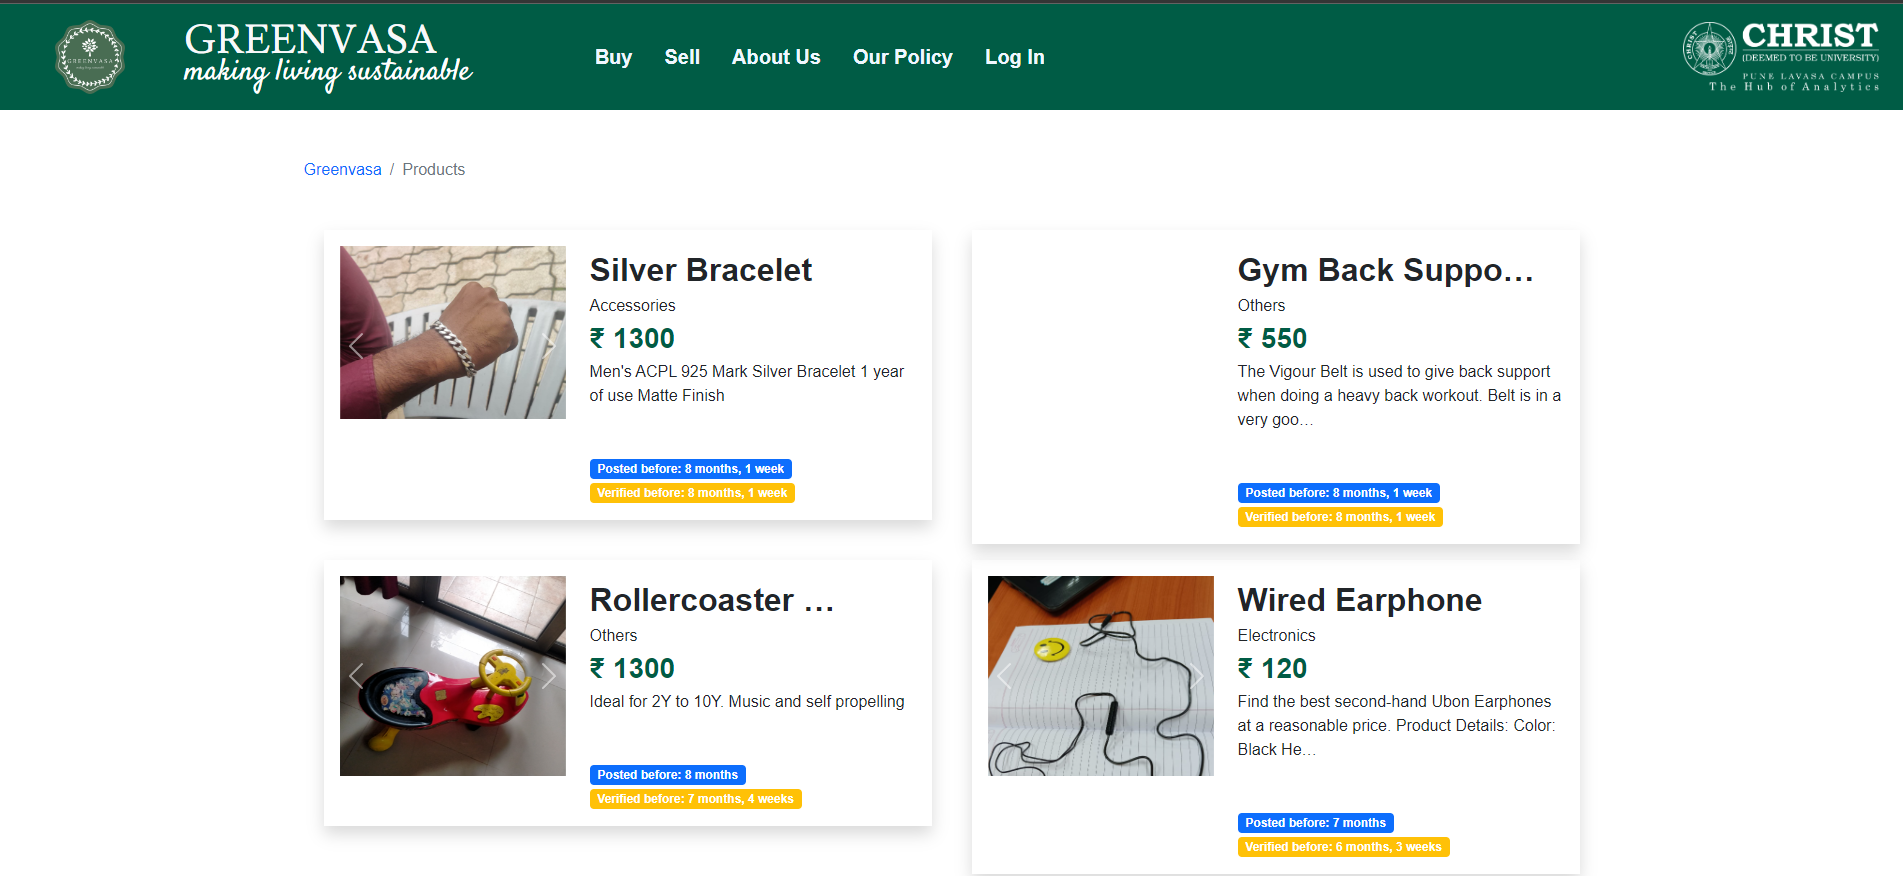 GREENVASA
GREENVASA
making living sustainable
Buy
Sell
About Us
Our Policy
Log In
CHRIST
CHRIST
(DEEMED TO BE UNIVERSITY)
PUNE LAVASA CAMPUS
The Hub of Analytics
Greenvasa / Products
Silver Bracelet
Accessories
₹ 1300
Men's ACPL 925 Mark Silver Bracelet 1 year
of use Matte Finish
Posted before: 8 months, 1 week
Verified before: 8 months, 1 week
Gym Back Suppo…
Others
₹ 550
The Vigour Belt is used to give back support
when doing a heavy back workout. Belt is in a
very goo…
Posted before: 8 months, 1 week
Verified before: 8 months, 1 week
Rollercoaster …
Others
₹ 1300
Ideal for 2Y to 10Y. Music and self propelling
Posted before: 8 months
Verified before: 7 months, 4 weeks
Wired Earphone
Electronics
₹ 120
Find the best second-hand Ubon Earphones
at a reasonable price. Product Details: Color:
Black He…
Posted before: 7 months
Verified before: 6 months, 3 weeks